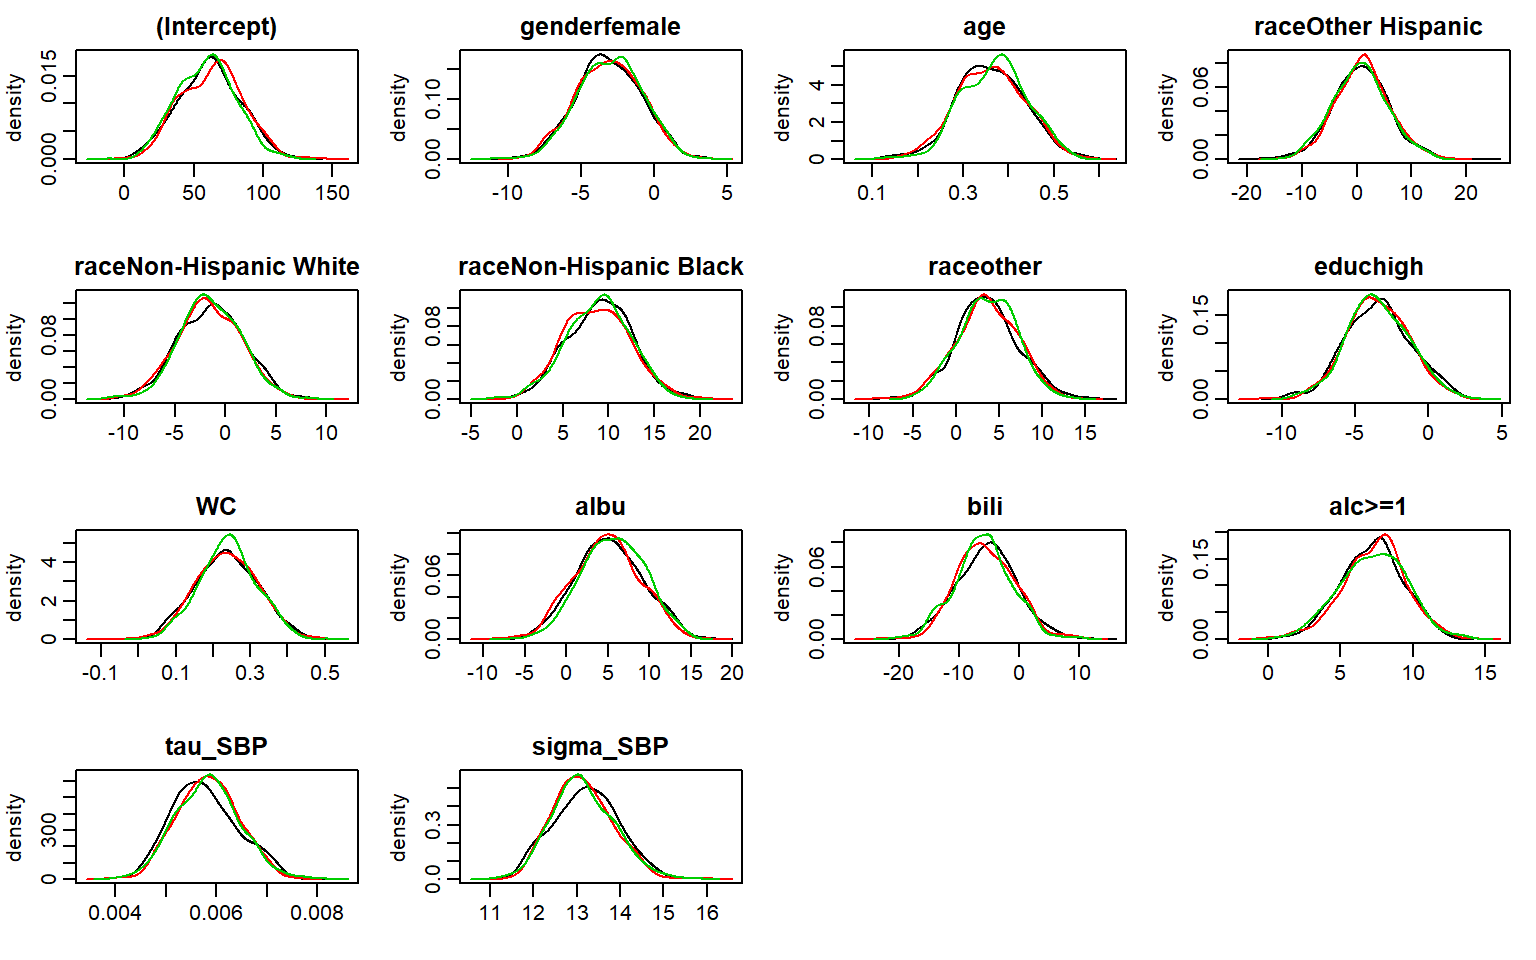 (Intercept) genderfemale age raceOther Hispanic
density 0.000 0.015 density 0.00 0.10 density 0 2 4 density 0.00 0.06
0 50 100 150 -10 -5 0 5 0.1 0.3 0.5 -20 -10 0 10 20
raceNon-Hispanic White raceNon-Hispanic Black raceother educhigh
density 0.00 0.08 density 0.00 0.08 density 0.00 0.08 density 0.00 0.15
-10 -5 0 5 10 -5 0 5 10 15 20 -10 -5 0 5 10 15 -10 -5 0 5
WC albu bili alc>=1
density 0 2 4 density 0.00 0.06 density 0.00 0.06 density 0.00 0.15
-0.1 0.1 0.3 0.5 -10 -5 0 5 10 15 20 -20 -10 0 10 0 5 10 15
tau_SBP sigma_SBP
density 0 300 density 0.0 0.3
0.004 0.006 0.008 11 12 13 14 15 16